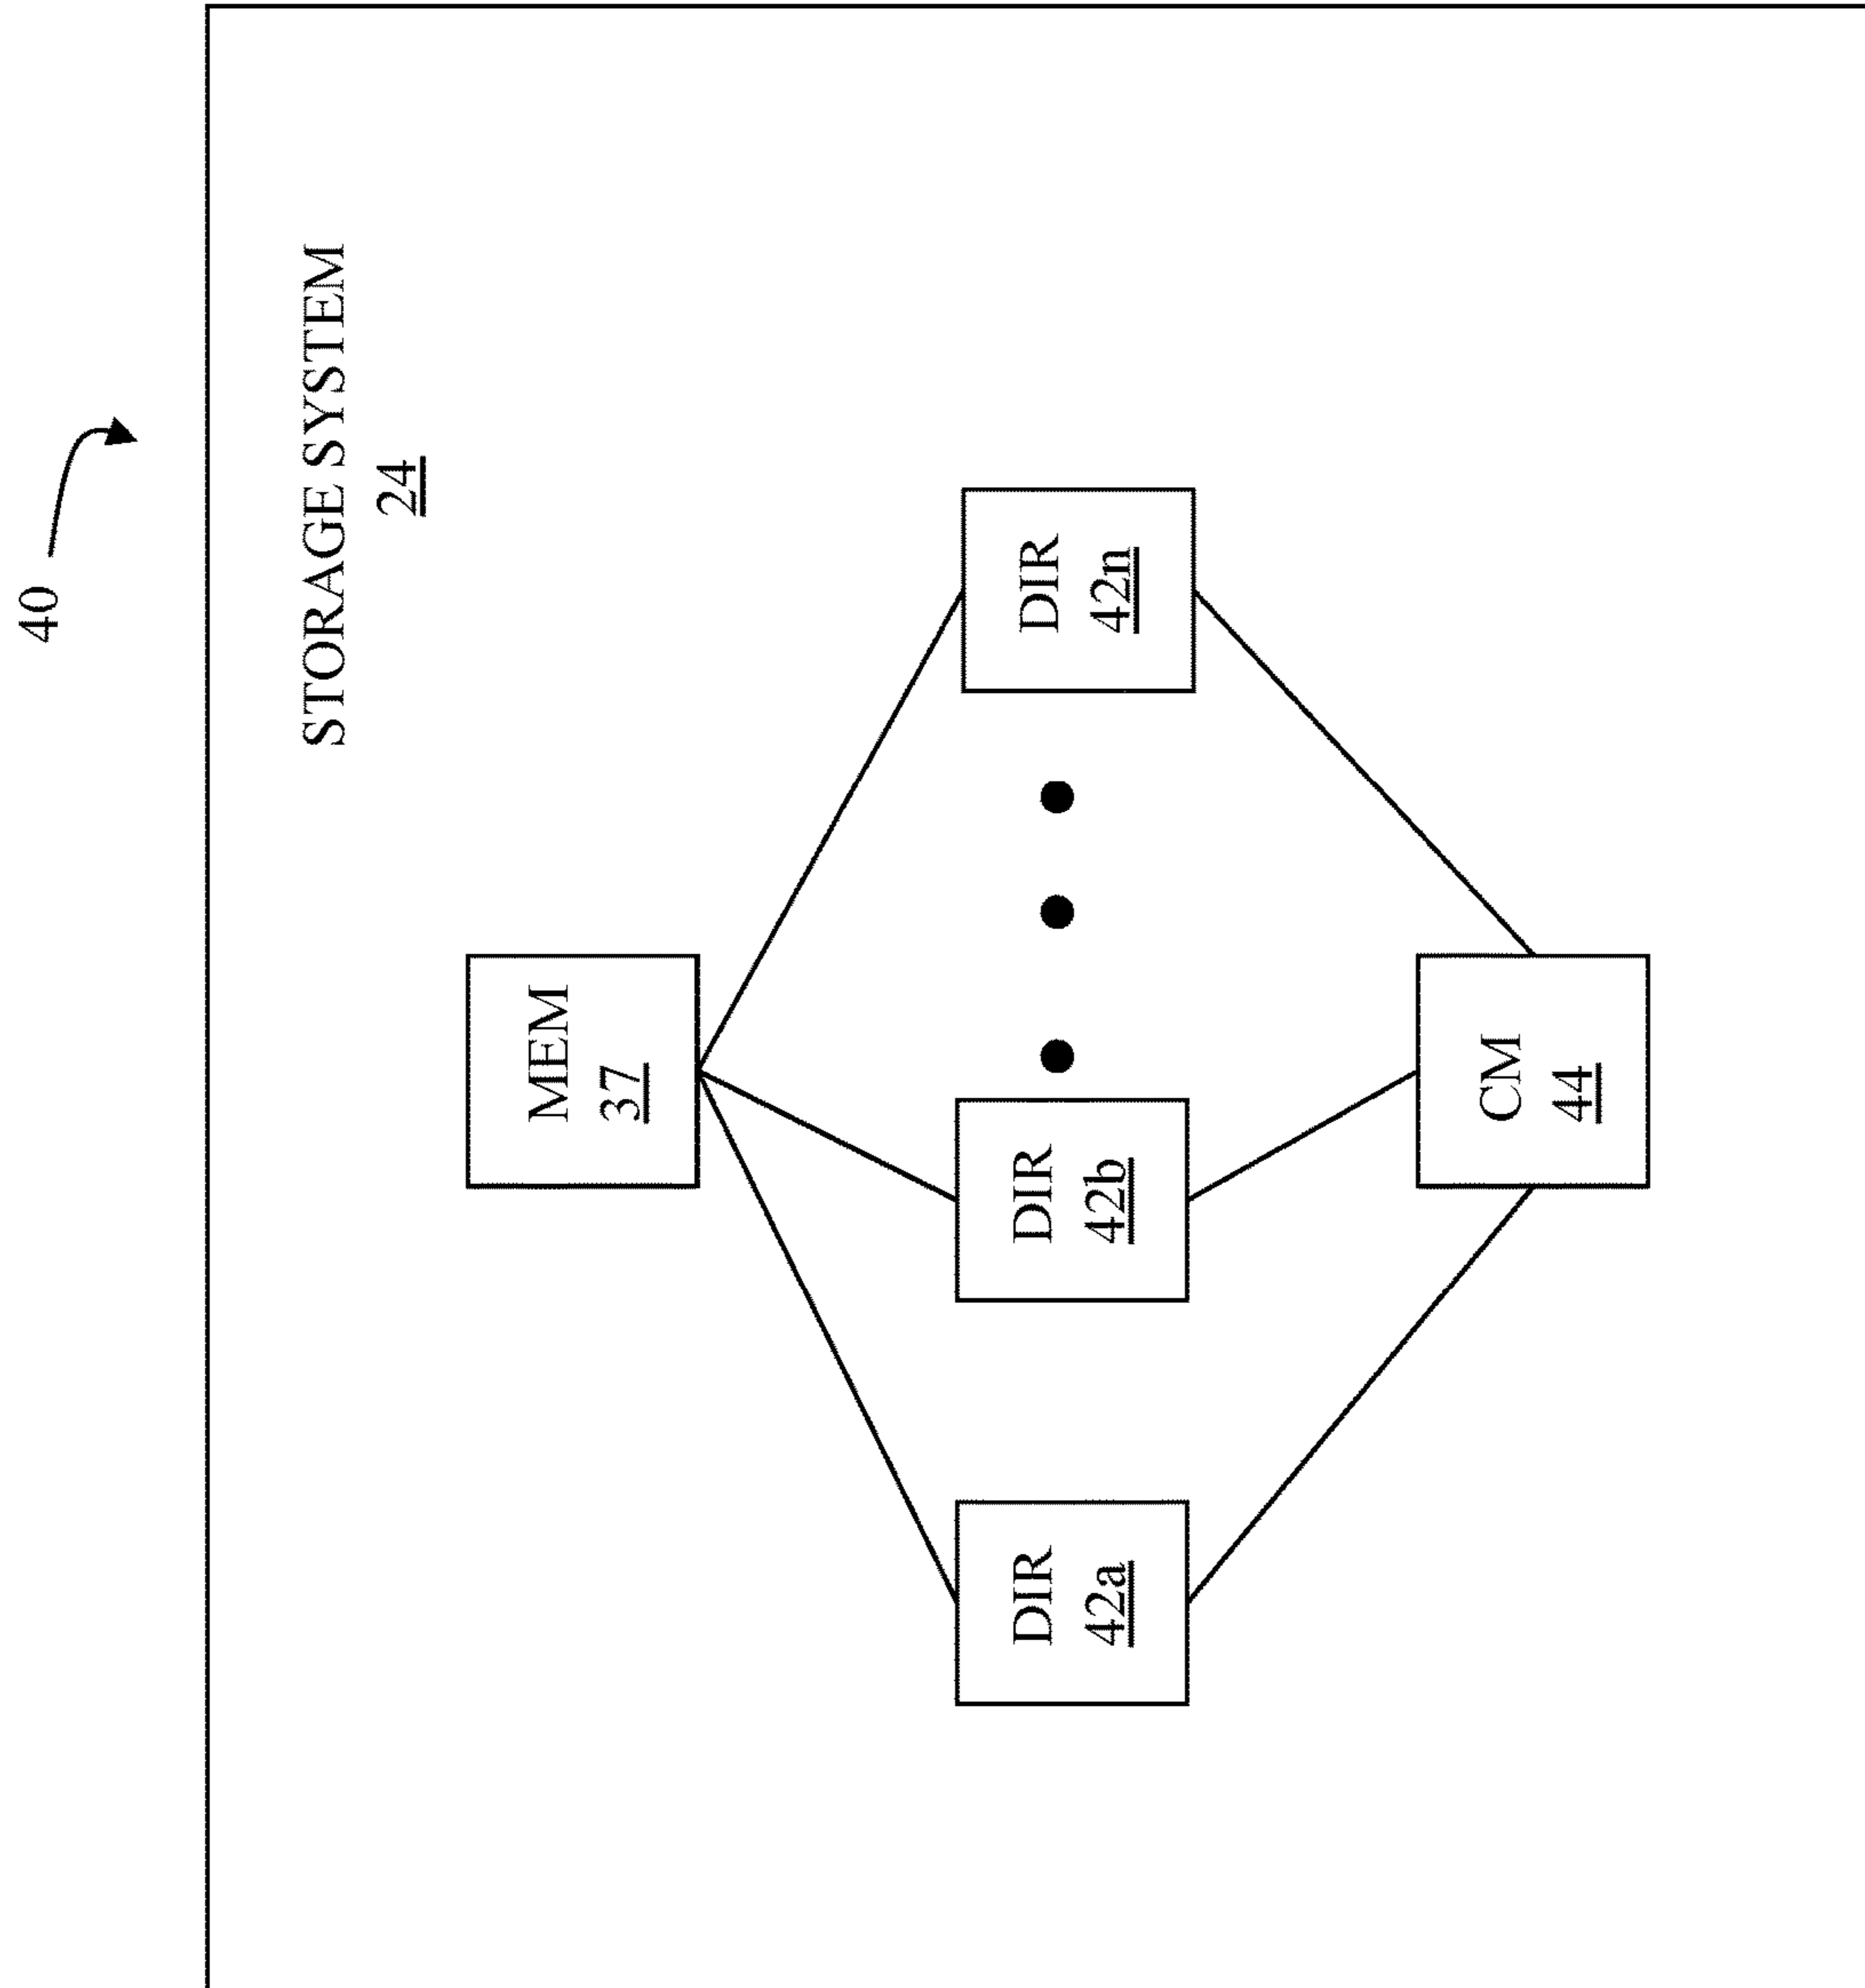 40
STORAGE SYSTEM
24
MEM
37
DIR
42a
DIR
42b
DIR
42n
CM
44